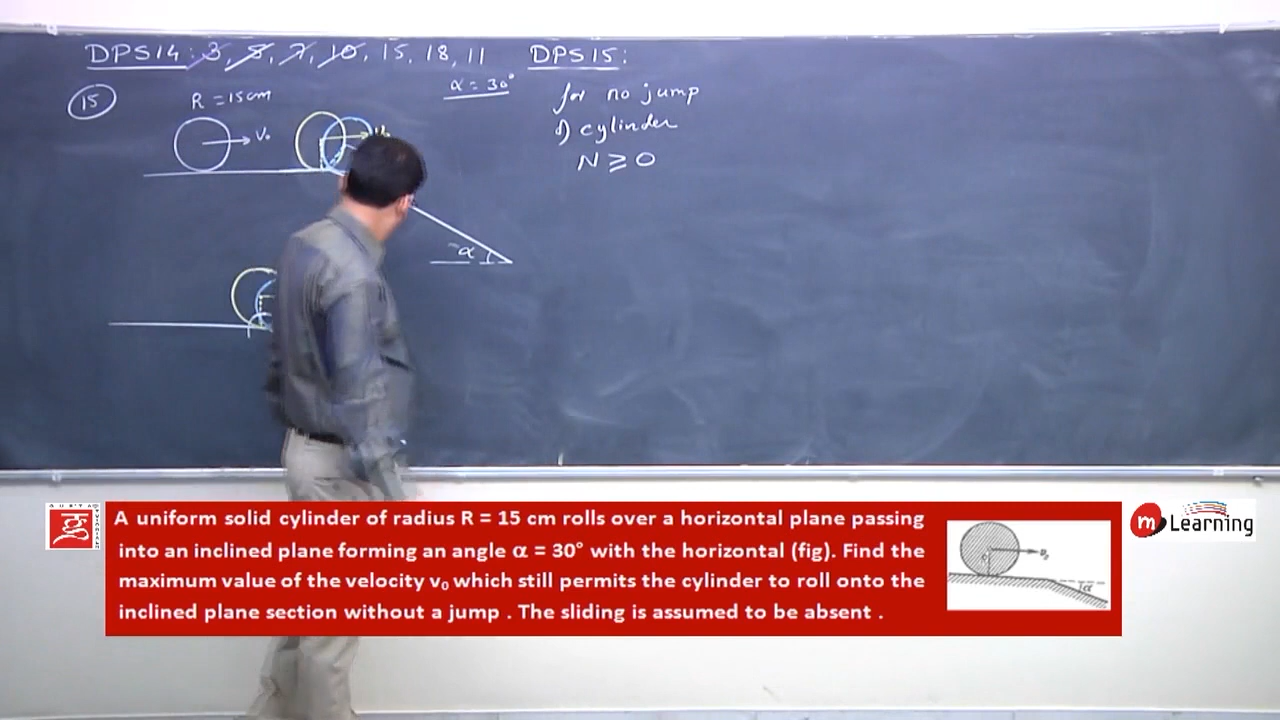 DPS14 : 3, 8, 7, 10, 15, 18, 11 DPS15 :
α = 30°
15
R = 15 cm
V₀
α
for no jump
of cylinder
N ≥ 0
A uniform solid cylinder of radius R = 15 cm rolls over a horizontal plane passing
into an inclined plane forming an angle α = 30° with the horizontal (fig). Find the
maximum value of the velocity v₀ which still permits the cylinder to roll onto the
inclined plane section without a jump . The sliding is assumed to be absent .
α
m Learning